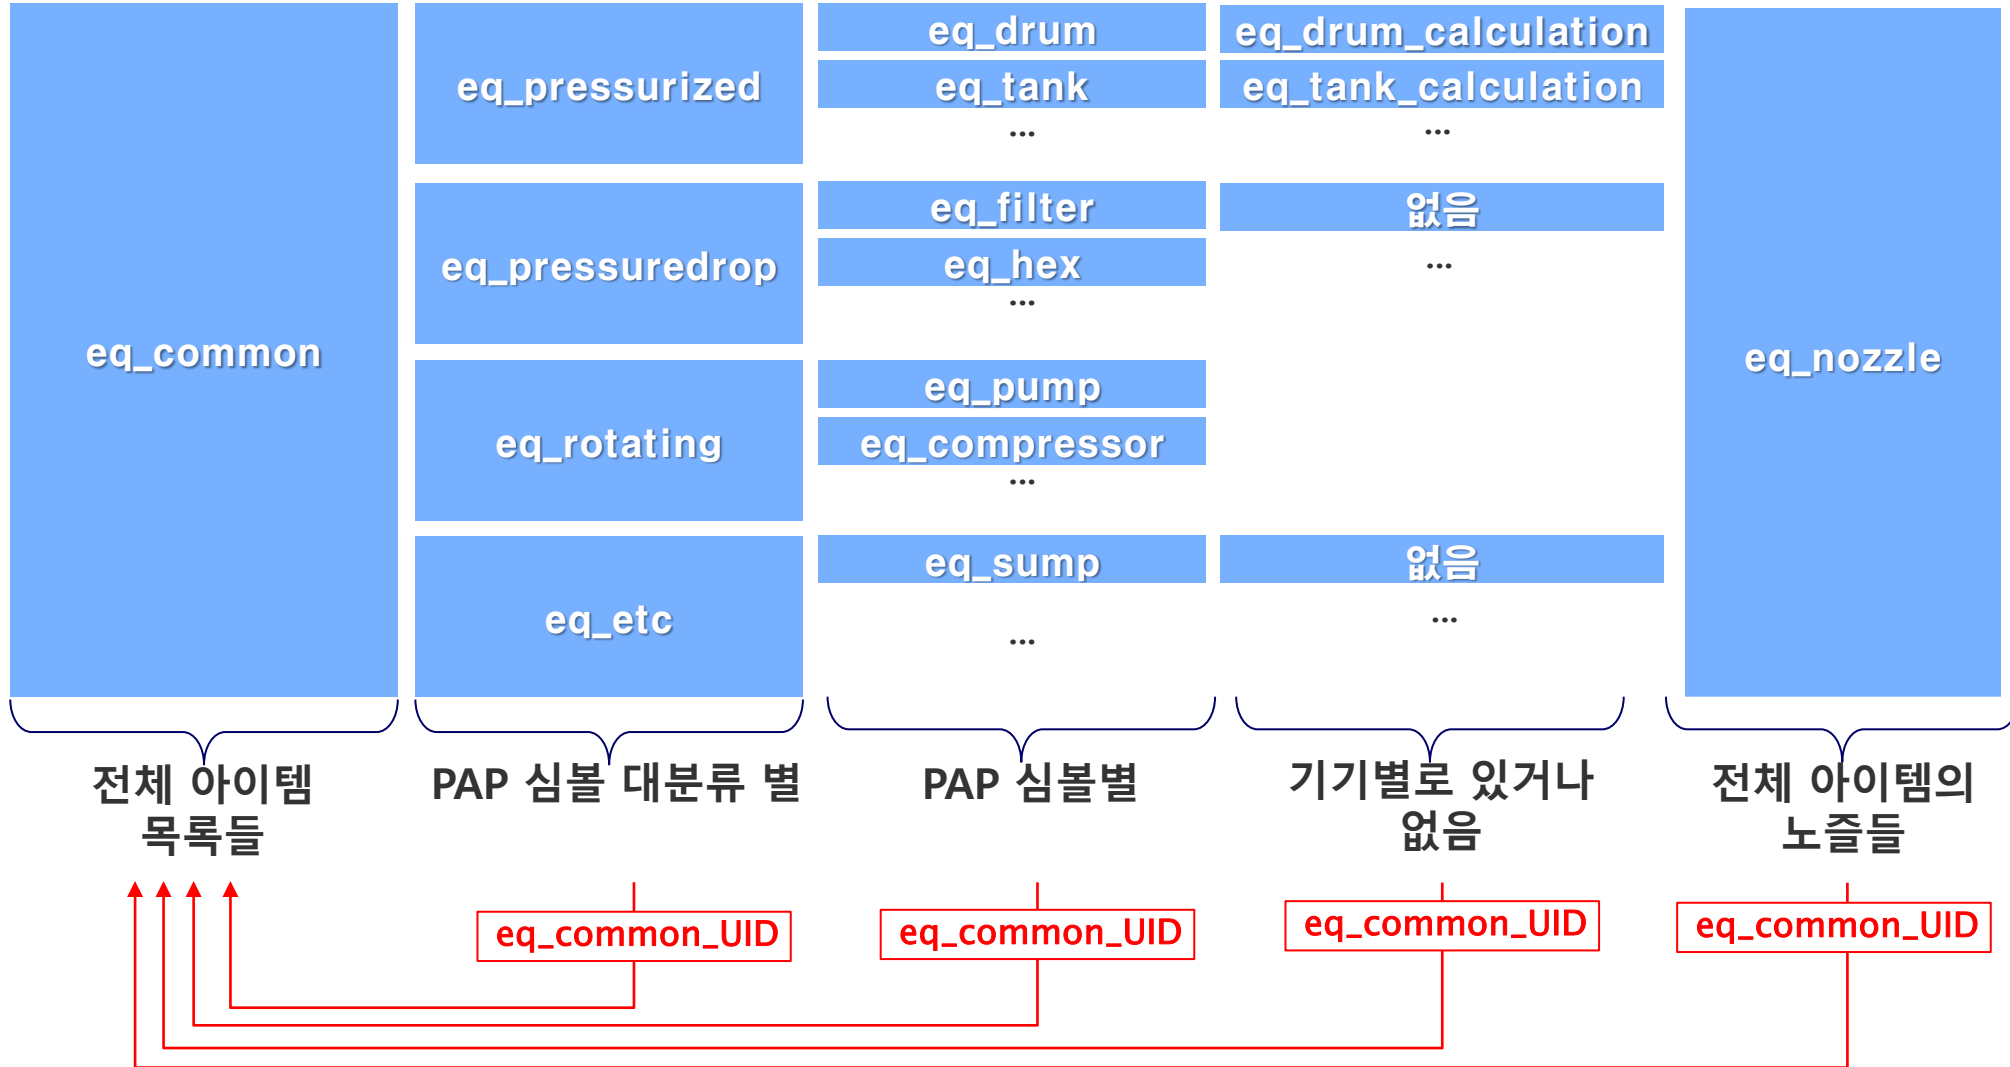 eq_common
eq_pressurized
eq_pressuredrop
eq_rotating
eq_etc
eq_drum
eq_tank
...
eq_filter
eq_hex
...
eq_pump
eq_compressor
...
eq_sump
...
eq_drum_calculation
eq_tank_calculation
...
없음
...
없음
...
eq_nozzle
전체 아이템
목록들
PAP 심볼 대분류 별
PAP 심볼별
기기별로 있거나
없음
전체 아이템의
노즐들
eq_common_UID
eq_common_UID
eq_common_UID
eq_common_UID